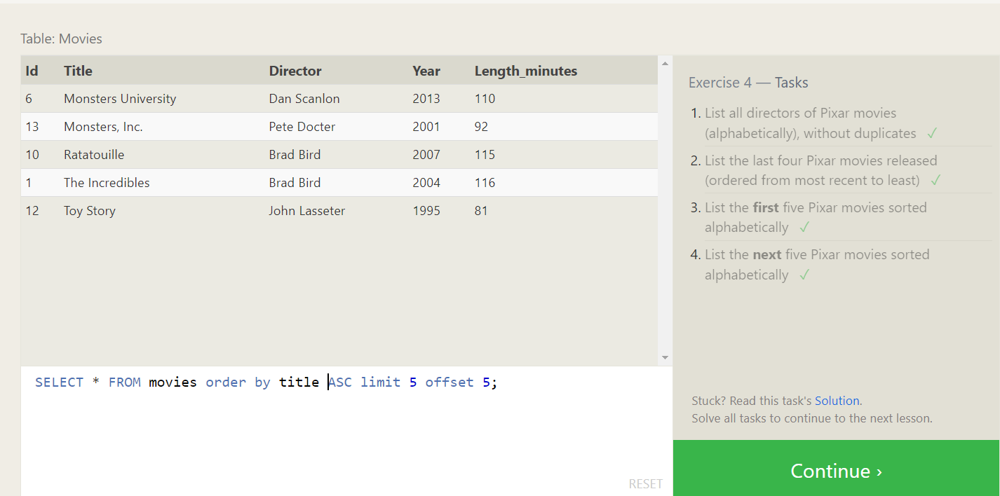 Table: Movies
Id Title Director Year Length_minutes
6 Monsters University Dan Scanlon 2013 110
13 Monsters, Inc. Pete Docter 2001 92
10 Ratatouille Brad Bird 2007 115
1 The Incredibles Brad Bird 2004 116
12 Toy Story John Lasseter 1995 81
SELECT * FROM movies order by title ASC limit 5 offset 5;
RESET
Exercise 4 — Tasks
1. List all directors of Pixar movies
(alphabetically), without duplicates ✓
2. List the last four Pixar movies released
(ordered from most recent to least) ✓
3. List the first five Pixar movies sorted
alphabetically ✓
4. List the next five Pixar movies sorted
alphabetically ✓
Stuck? Read this task's Solution.
Solve all tasks to continue to the next lesson.
Continue ›